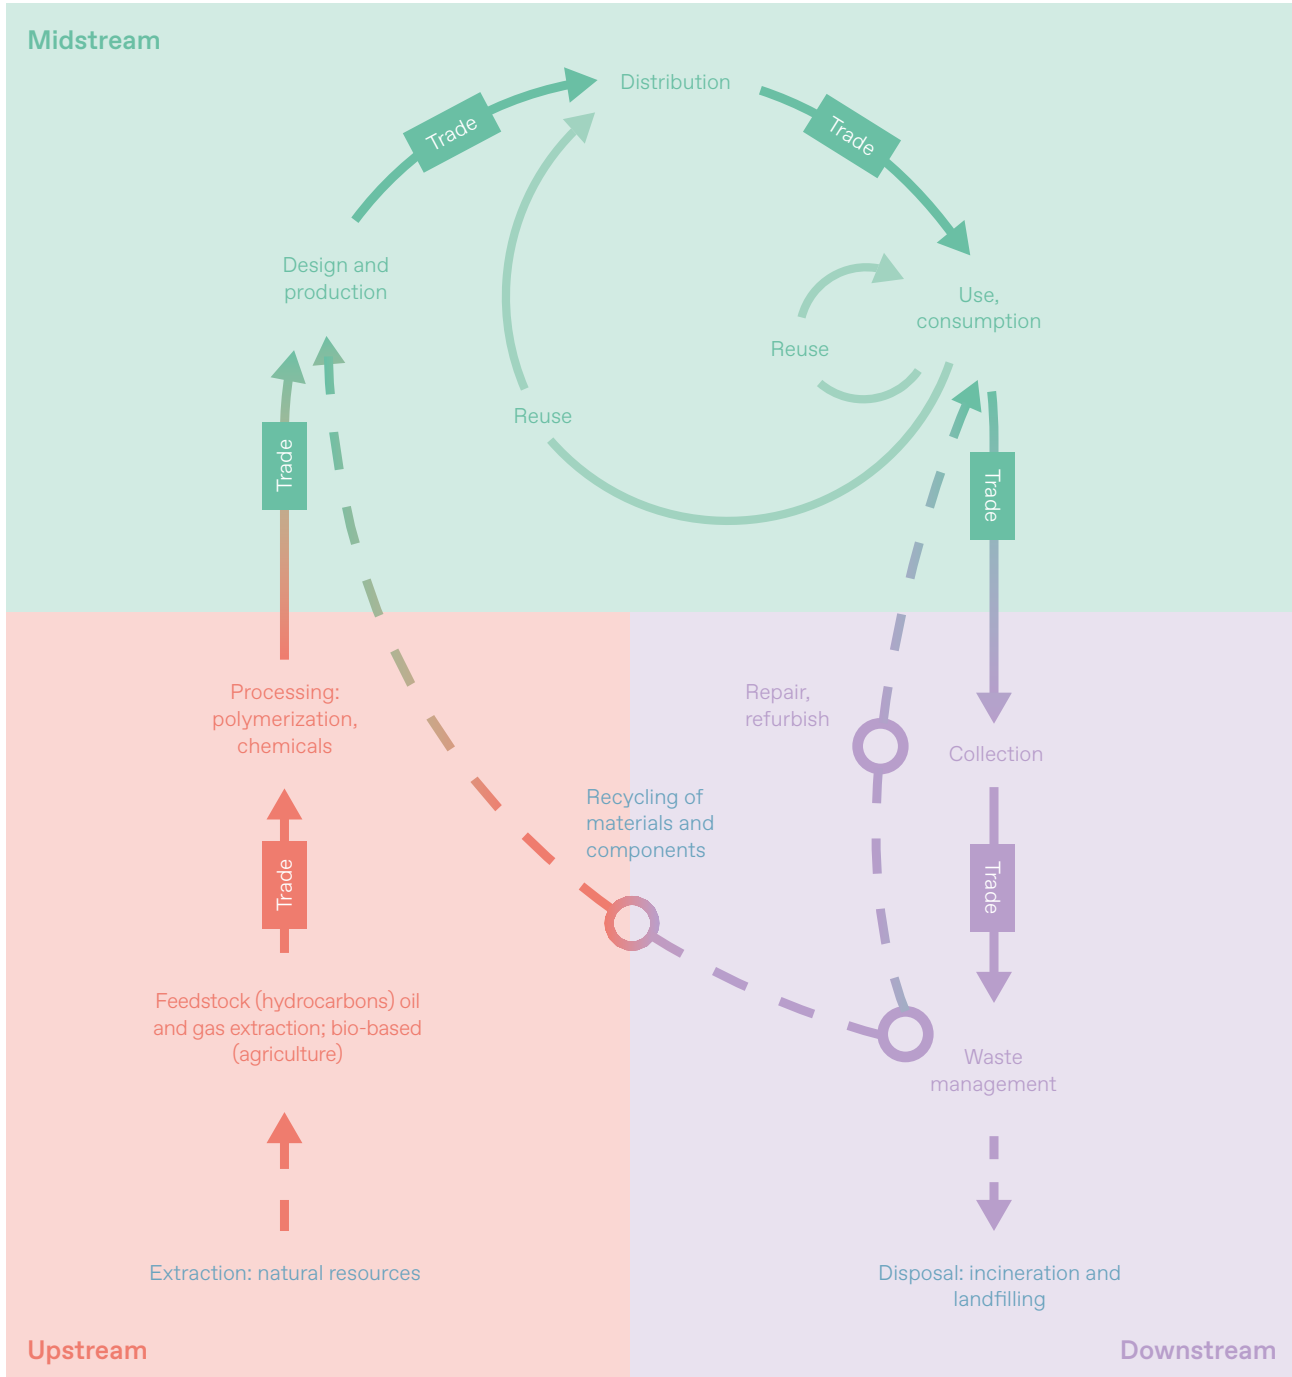 Midstream
Distribution
Trade
Trade
Design and
production
Use,
consumption
Reuse
Reuse
Trade
Trade
Processing:
polymerization,
chemicals
Repair,
refurbish
Collection
Recycling of
materials and
components
Trade
Trade
Feedstock (hydrocarbons) oil
and gas extraction; bio-based
(agriculture)
Waste
management
Extraction: natural resources
Disposal: incineration and
landfilling
Upstream
Downstream